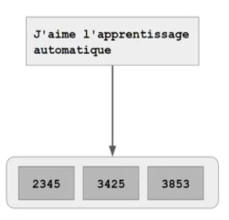 J'aime l'apprentissage
automatique
2345 3425 3853